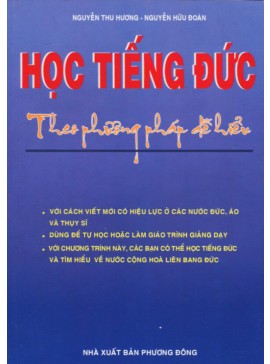 NGUYỄN THU HƯƠNG - NGUYỄN HỮU ĐOÀN
HỌC TIẾNG ĐỨC
Theo phương pháp dễ hiểu
• VỚI CÁCH VIẾT MỚI CÓ HIỆU LỰC Ở CÁC NƯỚC ĐỨC, ÁO
VÀ THỤY SĨ
• DÙNG ĐỂ TỰ HỌC HOẶC LÀM GIÁO TRÌNH GIẢNG DẠY
• VỚI CHƯƠNG TRÌNH NÀY, CÁC BẠN CÓ THỂ HỌC TIẾNG ĐỨC
VÀ TÌM HIỂU VỀ NƯỚC CỘNG HOÀ LIÊN BANG ĐỨC
NHÀ XUẤT BẢN PHƯƠNG ĐÔNG